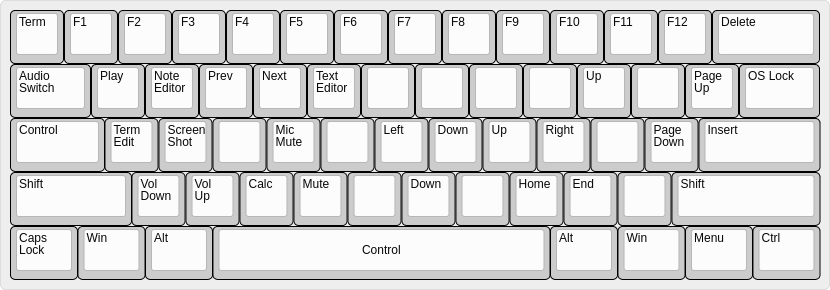 Term F1 F2 F3 F4 F5 F6 F7 F8 F9 F10 F11 F12 Delete
Audio Switch Play Note Editor Prev Next Text Editor Up Page Up OS Lock
Control Term Edit Screen Shot Mic Mute Left Down Up Right Page Down Insert
Shift Vol Down Vol Up Calc Mute Down Home End Shift
Caps Lock Win Alt Control Alt Win Menu Ctrl